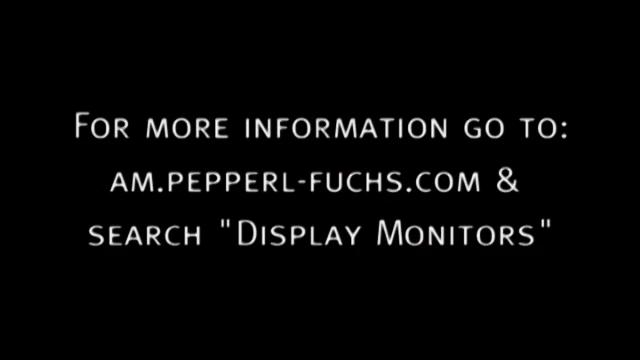 For more information go to:
am.pepperl-fuchs.com &
search "Display Monitors"